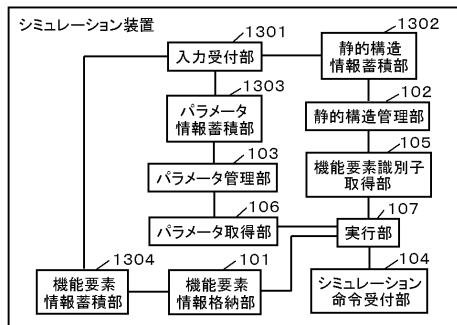 シミュレーション装置
1301
入力受付部
1302
静的構造
情報蓄積部
1303
パラメータ
情報蓄積部
102
静的構造管理部
103
パラメータ管理部
105
機能要素識別子
取得部
106
パラメータ取得部
107
実行部
1304
機能要素
情報蓄積部
101
機能要素
情報格納部
104
シミュレーション
命令受付部